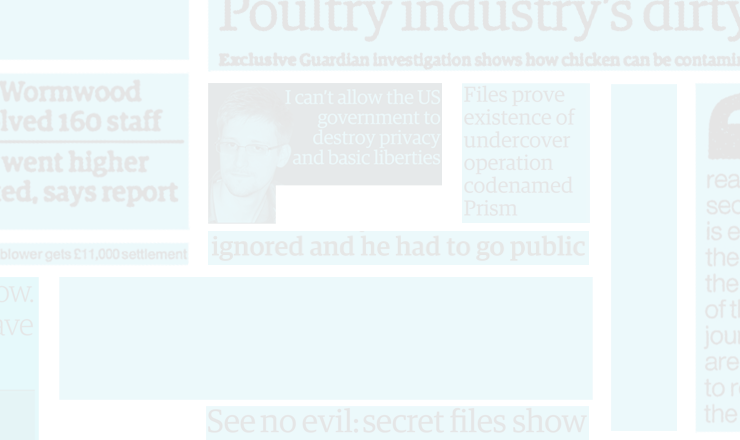 Poultry industry's dirty
Exclusive Guardian investigation shows how chicken can be
Wormwood
lved 160 staff
went higher
ed, says report
blower gets £11,000 settlement
I can't allow the US
government to
destroy privacy
and basic liberties
Files prove
existence of
undercover
operation
codenamed
Prism
ignored and he had to go public
ow.
ave
See no evil: secret files show
rea
sec
is e
the
the
of t
jour
are
to r
the